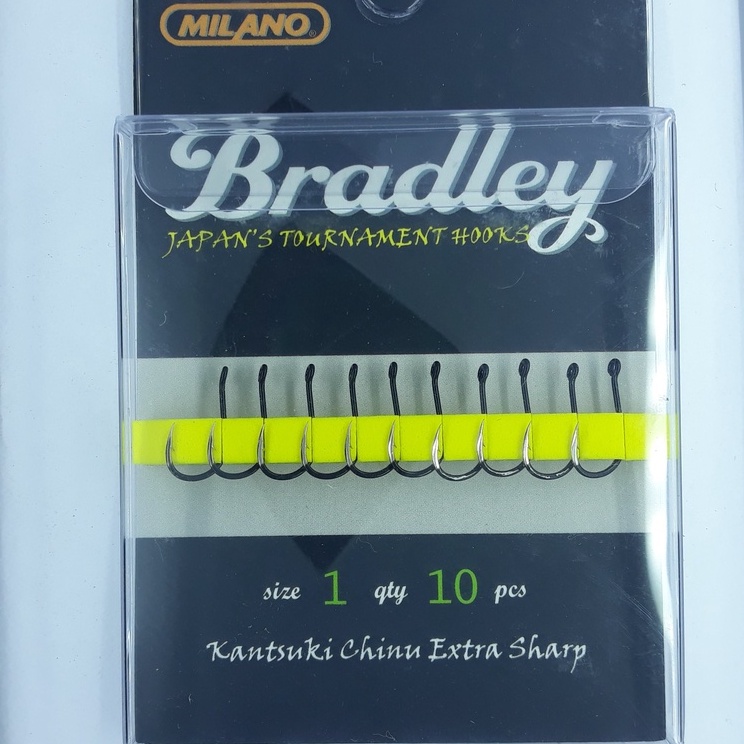 MILANO
Bradley
JAPAN'S TOURNAMENT HOOKS
size 1 qty 10 pcs
Kantsuki Chinu Extra Sharp